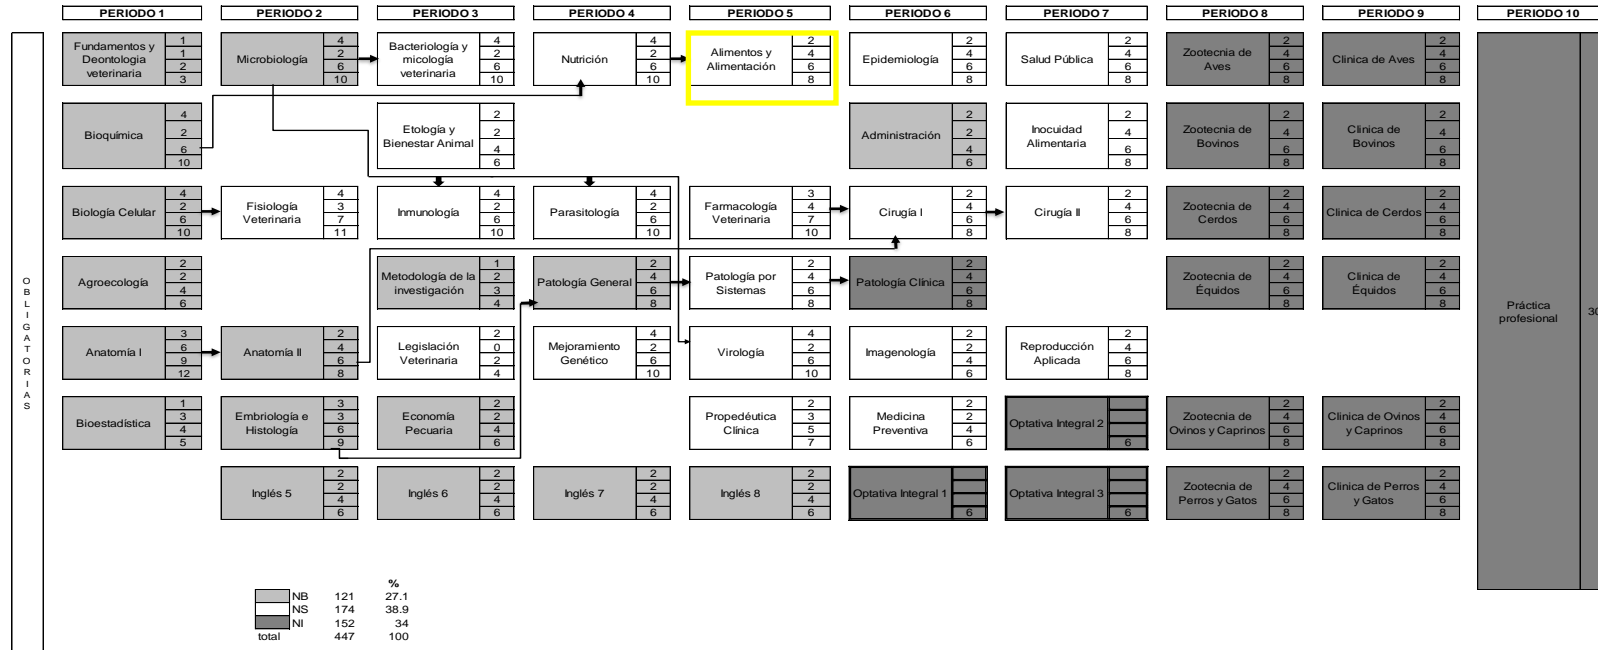 PERIODO 1 PERIODO 2 PERIODO 3 PERIODO 4 PERIODO 5 PERIODO 6 PERIODO 7 PERIODO 8 PERIODO 9 PERIODO 10
OBLIGATORIAS
Fundamentos y
Deontologia
veterinaria
1
1
2
3
Microbiología
4
2
6
10
Bacteriología y
micología
veterinaria
4
2
6
10
Nutrición
4
2
6
10
Alimentos y
Alimentación
2
4
6
8
Epidemiología
2
4
6
8
Salud Pública
2
4
6
8
Zootecnia de
Aves
2
4
6
8
Clinica de Aves
2
4
6
8
Bioquímica
4
2
6
10
Etología y
Bienestar Animal
2
2
4
6
Administración
2
2
4
6
Inocuidad
Alimentaria
2
4
6
8
Zootecnia de
Bovinos
2
4
6
8
Clinica de
Bovinos
2
4
6
8
Biología Celular
4
2
6
10
Fisiología
Veterinaria
4
3
7
11
Inmunología
4
2
6
10
Parasitología
4
2
6
10
Farmacología
Veterinaria
3
4
7
10
Cirugía I
2
4
6
8
Cirugía II
2
4
6
8
Zootecnia de
Cerdos
2
4
6
8
Clinica de Cerdos
2
4
6
8
Agroecología
2
2
4
6
Metodología de la
investigación
1
2
3
4
Patología General
2
4
6
8
Patología por
Sistemas
2
4
6
8
Patología Clínica
2
4
6
8
Zootecnia de
Équidos
2
4
6
8
Clinica de
Équidos
2
4
6
8
Anatomía I
3
6
9
12
Anatomía II
2
4
6
8
Legislación
Veterinaria
2
0
2
4
Mejoramiento
Genético
4
2
6
10
Virología
4
2
6
10
Imagenología
2
2
4
6
Reproducción
Aplicada
2
4
6
8
Bioestadística
1
3
4
5
Embriología e
Histología
3
3
6
9
Economía
Pecuaria
2
2
4
6
Propedéutica
Clínica
2
3
5
7
Medicina
Preventiva
2
2
4
6
Optativa Integral 2
6
Zootecnia de
Ovinos y Caprinos
2
4
6
8
Clinica de Ovinos
y Caprinos
2
4
6
8
Inglés 5
2
2
4
6
Inglés 6
2
2
4
6
Inglés 7
2
2
4
6
Inglés 8
2
2
4
6
Optativa Integral 1
6
Optativa Integral 3
6
Zootecnia de
Perros y Gatos
2
4
6
8
Clinica de Perros
y Gatos
2
4
6
8
Práctica
profesional
30
%
NB 121 27.1
NS 174 38.9
NI 152 34
total 447 100